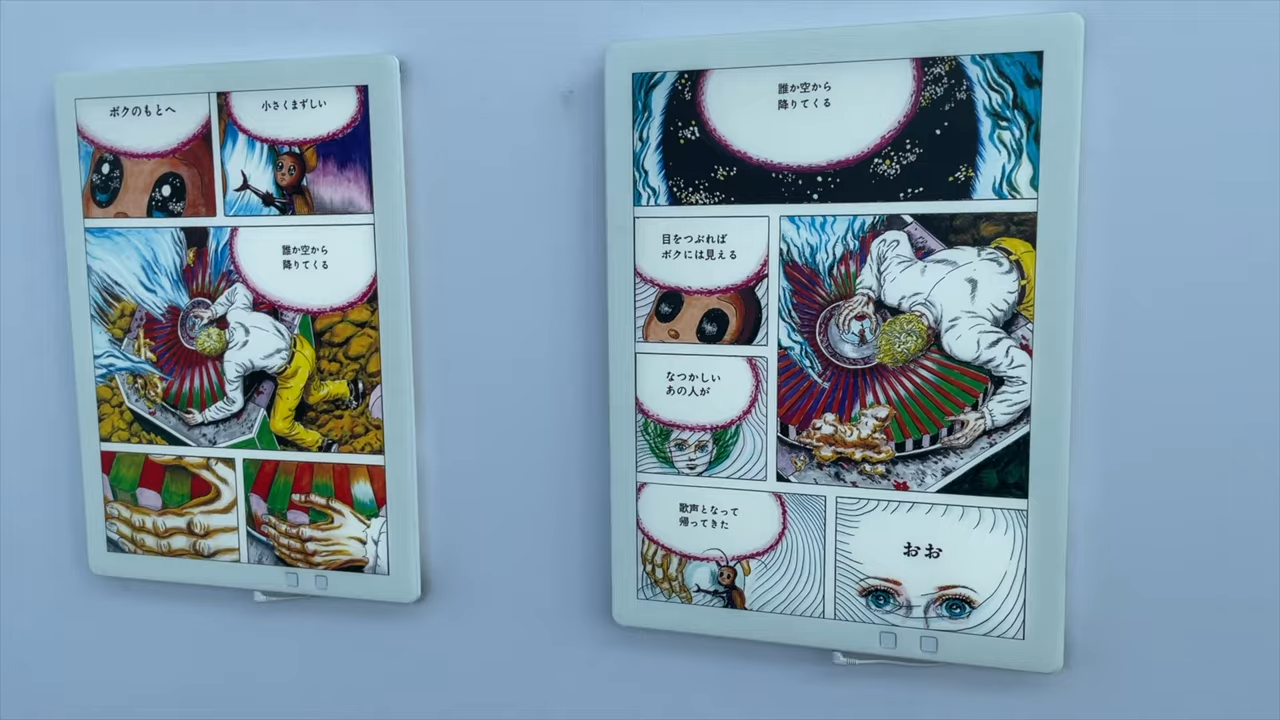 誰か空から
降りてくる
目をつぶれば
ボクには見える
なつかしい
あの人が
おお
歌声となって
帰ってきた
小さくまずしい
ボクのもとへ
誰か空から
降りてくる